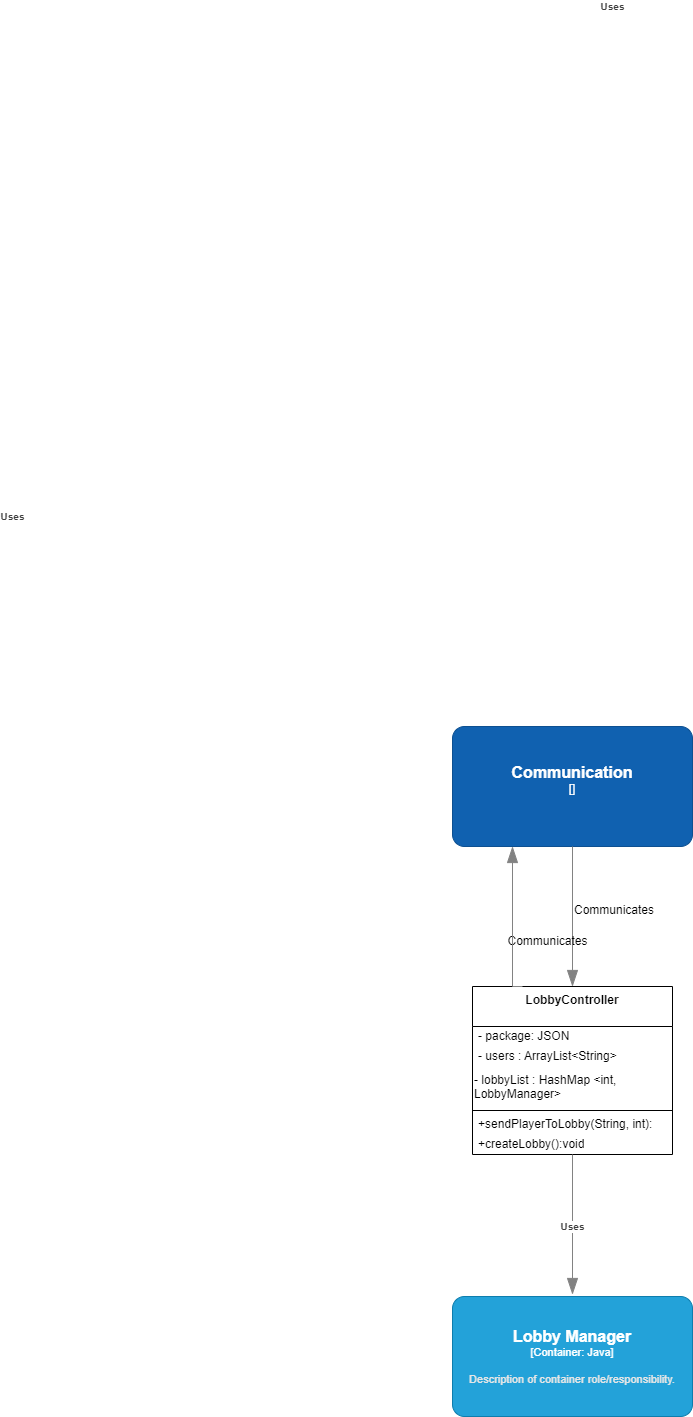 Uses
Uses
Communication
[]
Communicates
Communicates
LobbyController
- package: JSON
- users : ArrayList<String>
- lobbyList : HashMap <int,
LobbyManager>
+sendPlayerToLobby(String, int):
+createLobby():void
Uses
Lobby Manager
[Container: Java]
Description of container role/responsibility.